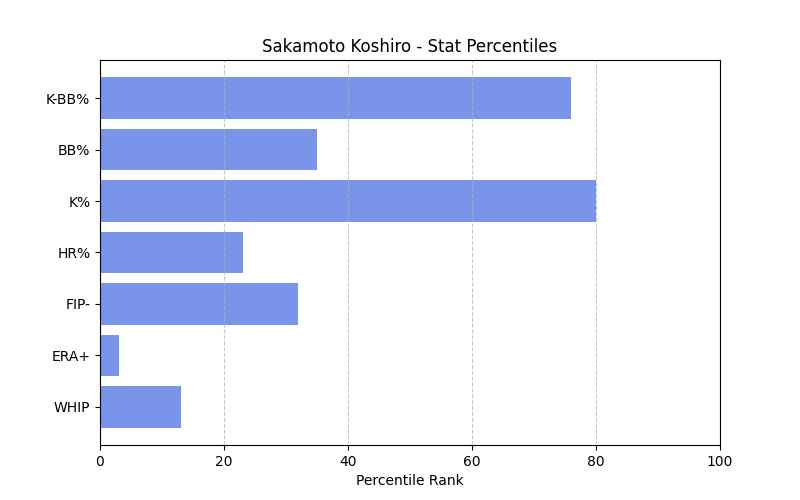 Sakamoto Koshiro - Stat Percentiles
K-BB%
BB%
K%
HR%
FIP-
ERA+
WHIP
0 20 40 60 80 100
Percentile Rank